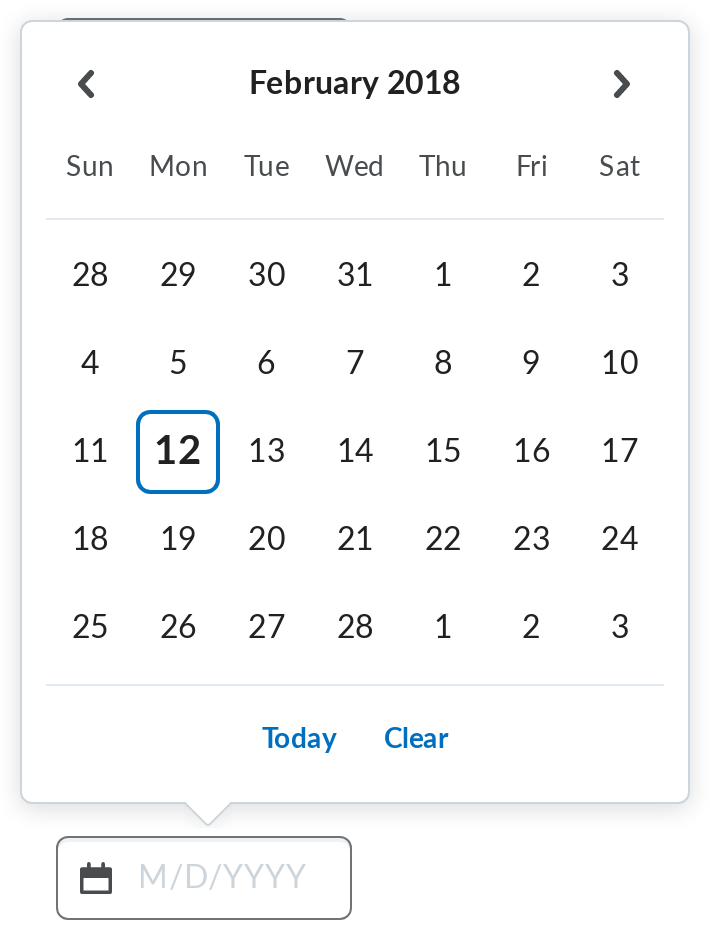 February 2018
Sun Mon Tue Wed Thu Fri Sat
28 29 30 31 1 2 3
4 5 6 7 8 9 10
11 12 13 14 15 16 17
18 19 20 21 22 23 24
25 26 27 28 1 2 3
Today Clear
M/D/YYYY